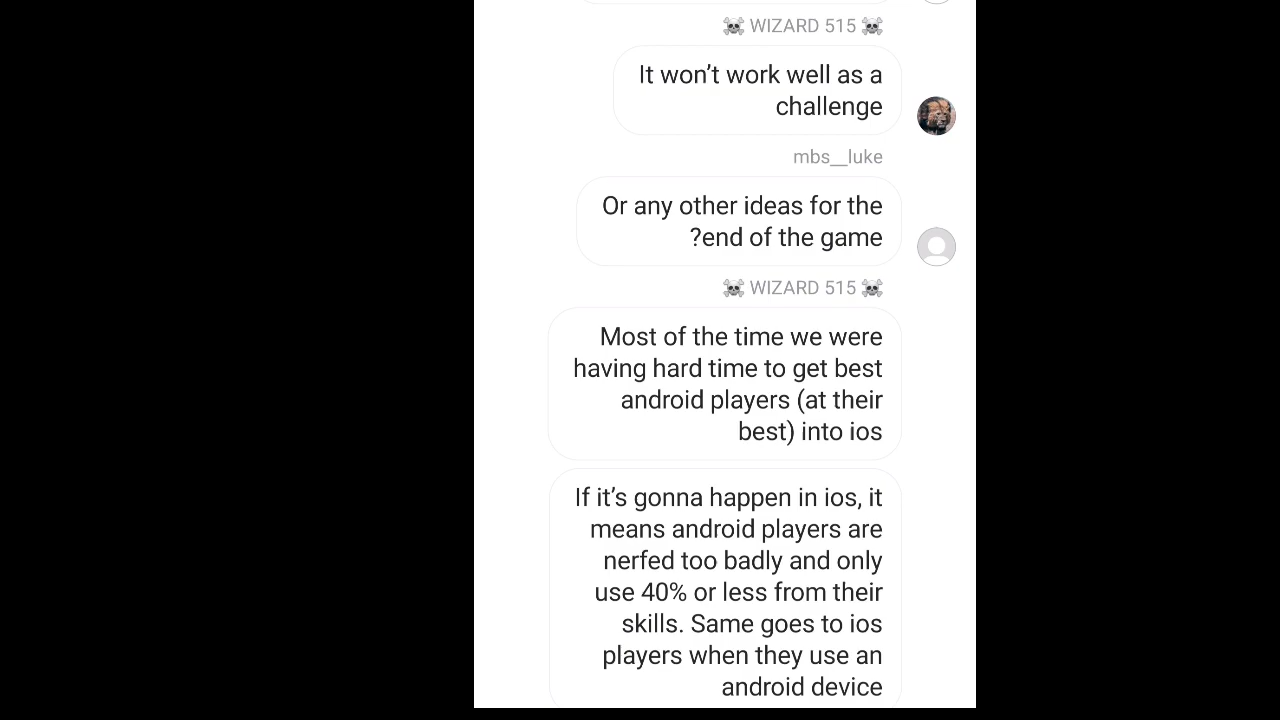 ☠️ WIZARD 515 ☠️
It won’t work well as a
challenge
mbs__luke
Or any other ideas for the
?end of the game
☠️ WIZARD 515 ☠️
Most of the time we were
having hard time to get best
android players (at their
best) into ios
If it’s gonna happen in ios, it
means android players are
nerfed too badly and only
use 40% or less from their
skills. Same goes to ios
players when they use an
android device